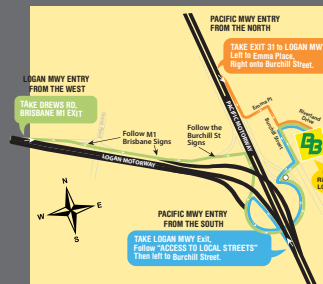 PACIFIC MWY ENTRY
FROM THE NORTH
TAKE EXIT 31 to LOGAN MW
Left to Emma Place,
Right onto Burchill Street.
LOGAN MWY ENTRY
FROM THE WEST
TAKE DREWS RD,
BRISBANE M1 EXIT
Follow M1
Brisbane Signs
Follow the
Burchill St
Signs
PACIFIC MOTORWAY
Emma Pl
Burchill Street
Riverland
Drive
LOGAN MOTORWAY
N
W
E
S
PACIFIC MWY ENTRY
FROM THE SOUTH
TAKE LOGAN MWY Exit,
Follow "ACCESS TO LOCAL STREETS"
Then left to Burchill Street.